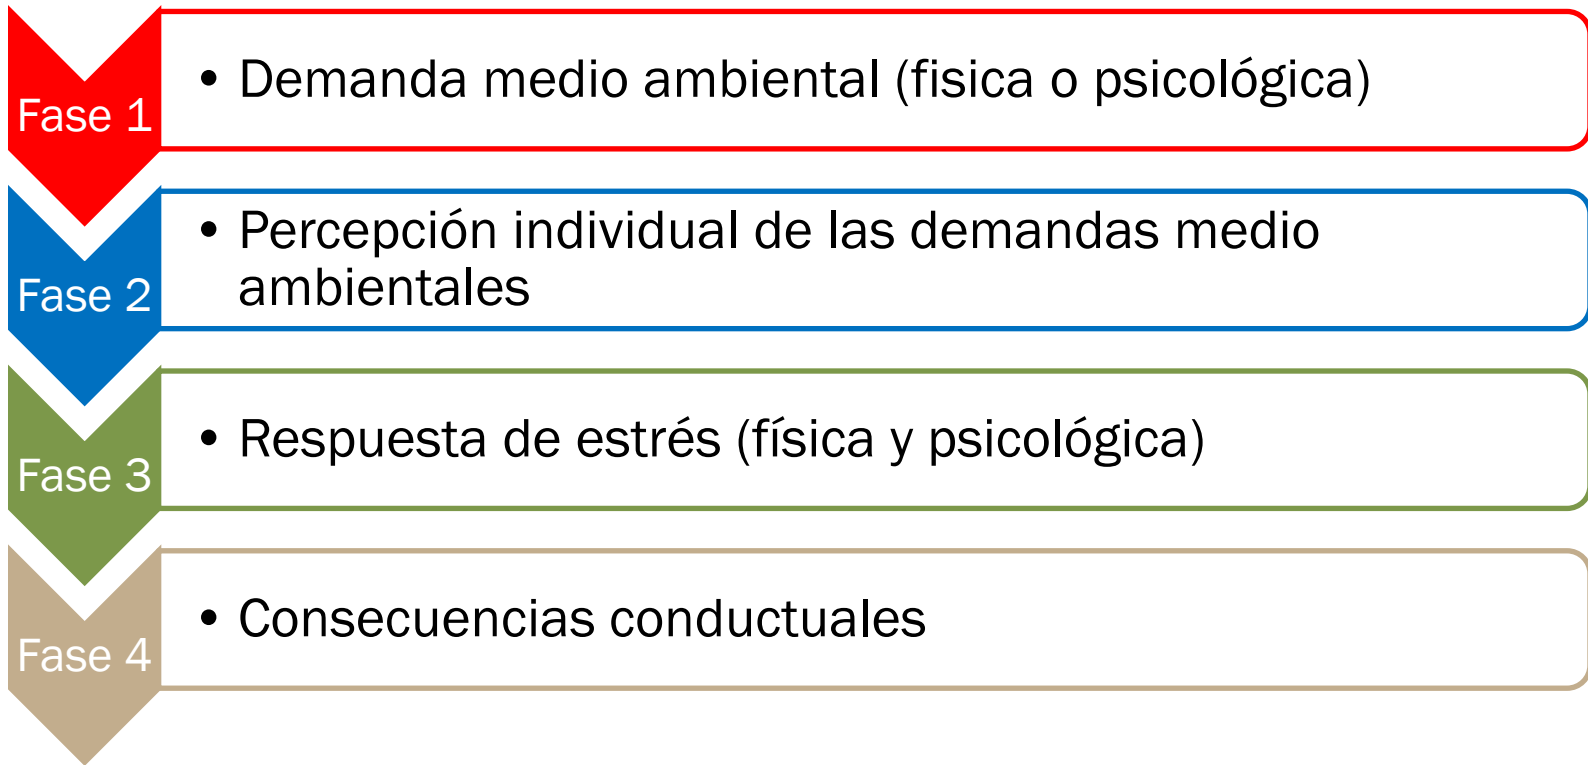 Fase 1
• Demanda medio ambiental (fisica o psicológica)
Fase 2
• Percepción individual de las demandas medio
ambientales
Fase 3
• Respuesta de estrés (física y psicológica)
Fase 4
• Consecuencias conductuales